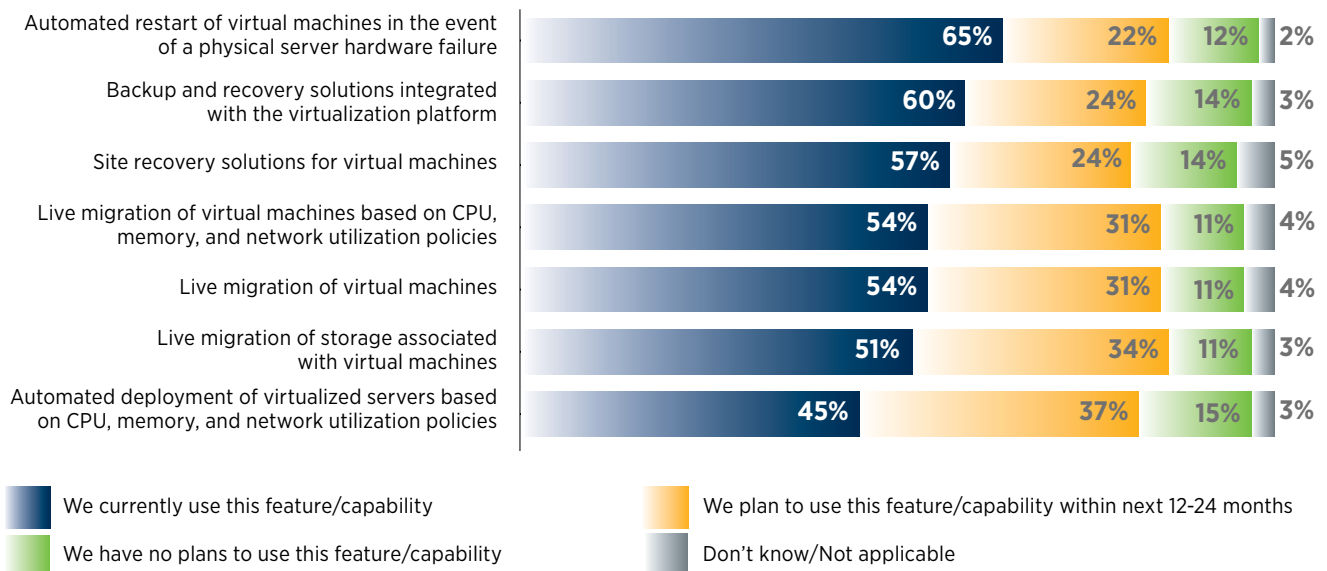 Automated restart of virtual machines in the event
of a physical server hardware failure
65% 22% 12% 2%
Backup and recovery solutions integrated
with the virtualization platform
60% 24% 14% 3%
Site recovery solutions for virtual machines
57% 24% 14% 5%
Live migration of virtual machines based on CPU,
memory, and network utilization policies
54% 31% 11% 4%
Live migration of virtual machines
54% 31% 11% 4%
Live migration of storage associated
with virtual machines
51% 34% 11% 3%
Automated deployment of virtualized servers based
on CPU, memory, and network utilization policies
45% 37% 15% 3%
We currently use this feature/capability
We plan to use this feature/capability within next 12-24 months
We have no plans to use this feature/capability
Don’t know/Not applicable